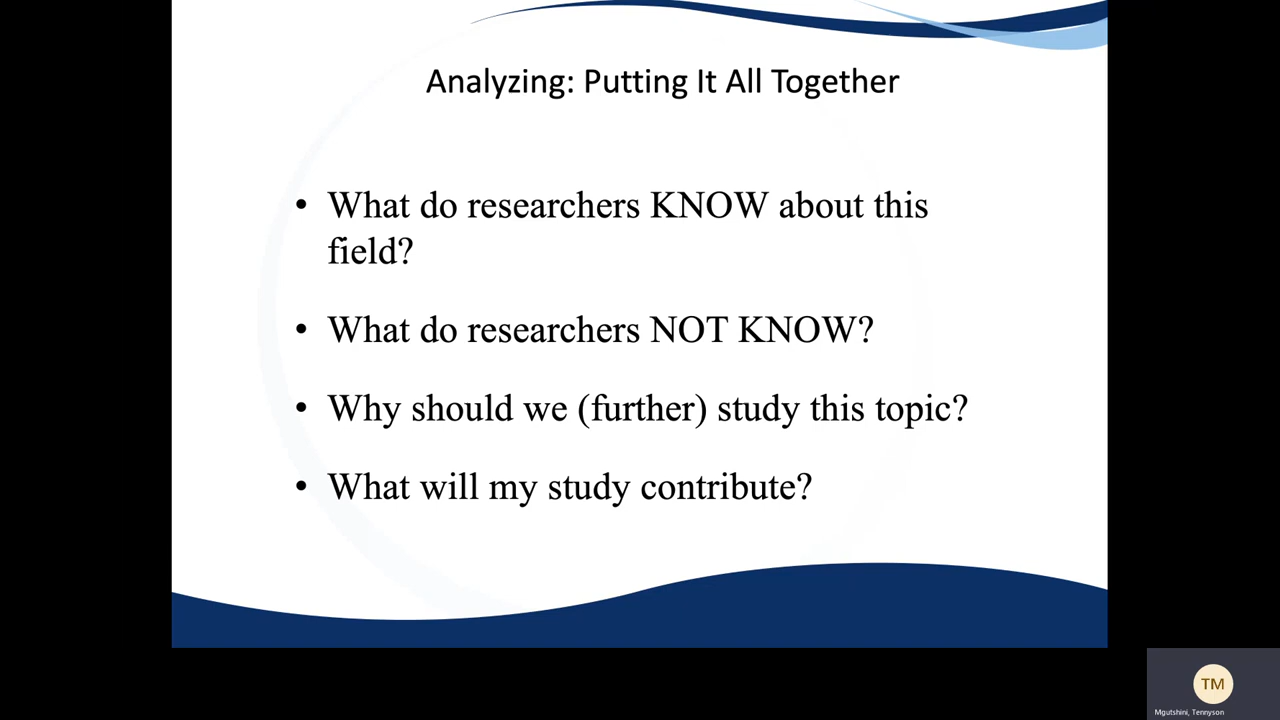 Analyzing: Putting It All Together
• What do researchers KNOW about this
field?
• What do researchers NOT KNOW?
• Why should we (further) study this topic?
• What will my study contribute?
TM
Mgutshini, Tennyson